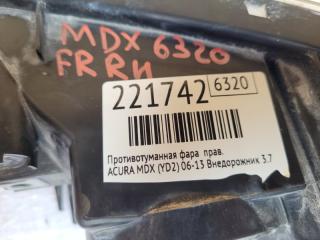 MDX 6320
FR RH
221742 6320
Противотуманная фара прав.
ACURA MDX (YD2) 06-13 Внедорожник 3.7